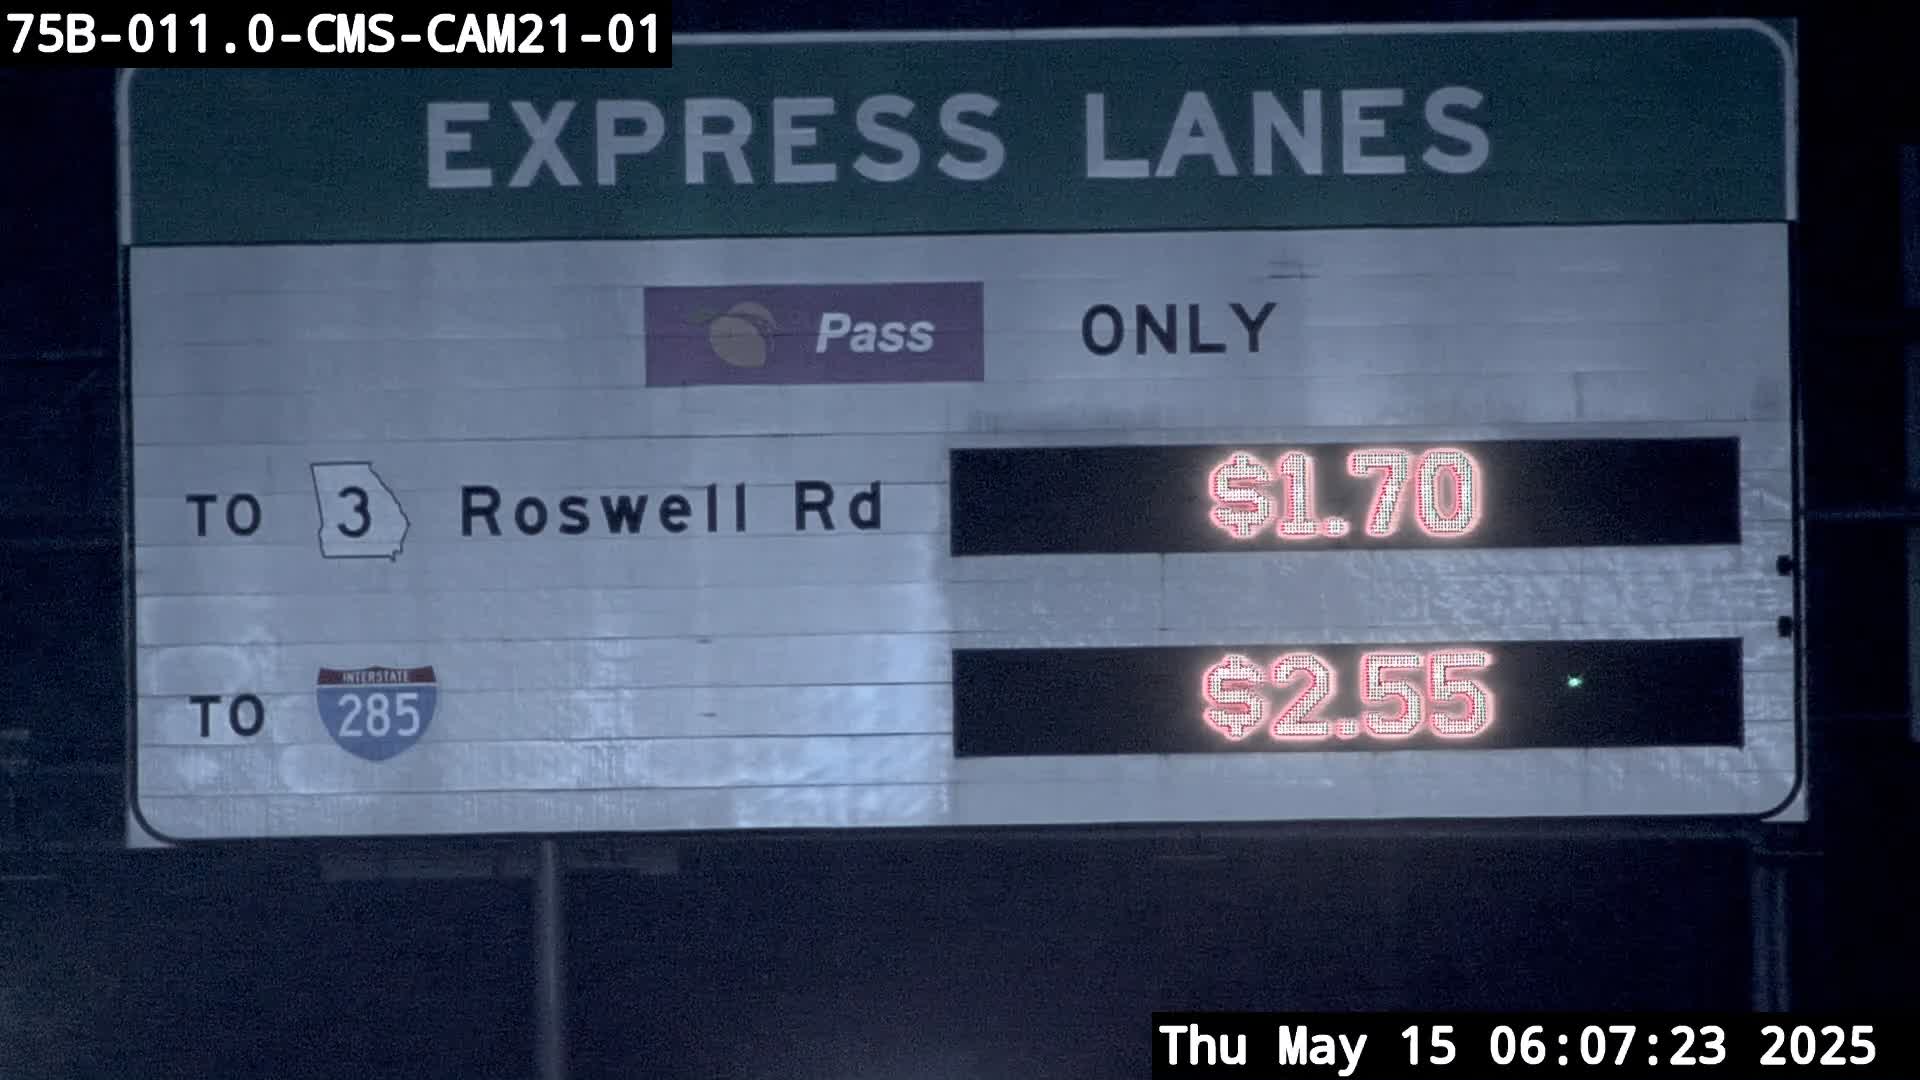 75B-011.0-CMS-CAM21-01
EXPRESS LANES
Pass ONLY
TO 3 Roswell Rd $1.70
INTERSTATE
TO 285 $2.55
Thu May 15 06:07:23 2025